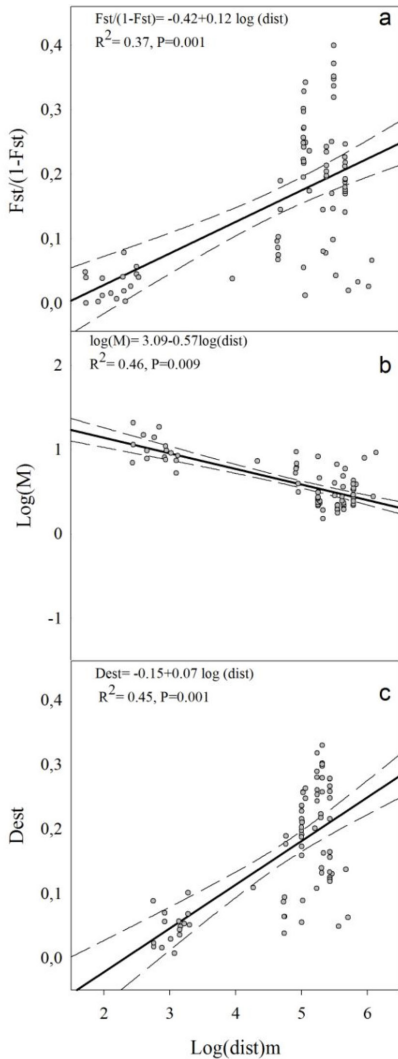 Fst/(1-Fst)= -0.42+0.12 log (dist)
R²= 0.37, P=0.001
a
0,4
0,3
0,2
0,1
0,0
Fst/(1-Fst)
log(M)= 3.09-0.57log(dist)
R²= 0.46, P=0.009
b
2
1
0
-1
Log(M)
Dest= -0.15+0.07 log (dist)
R²= 0.45, P=0.001
c
0,4
0,3
0,2
0,1
0,0
Dest
2 3 4 5 6
Log(dist)m